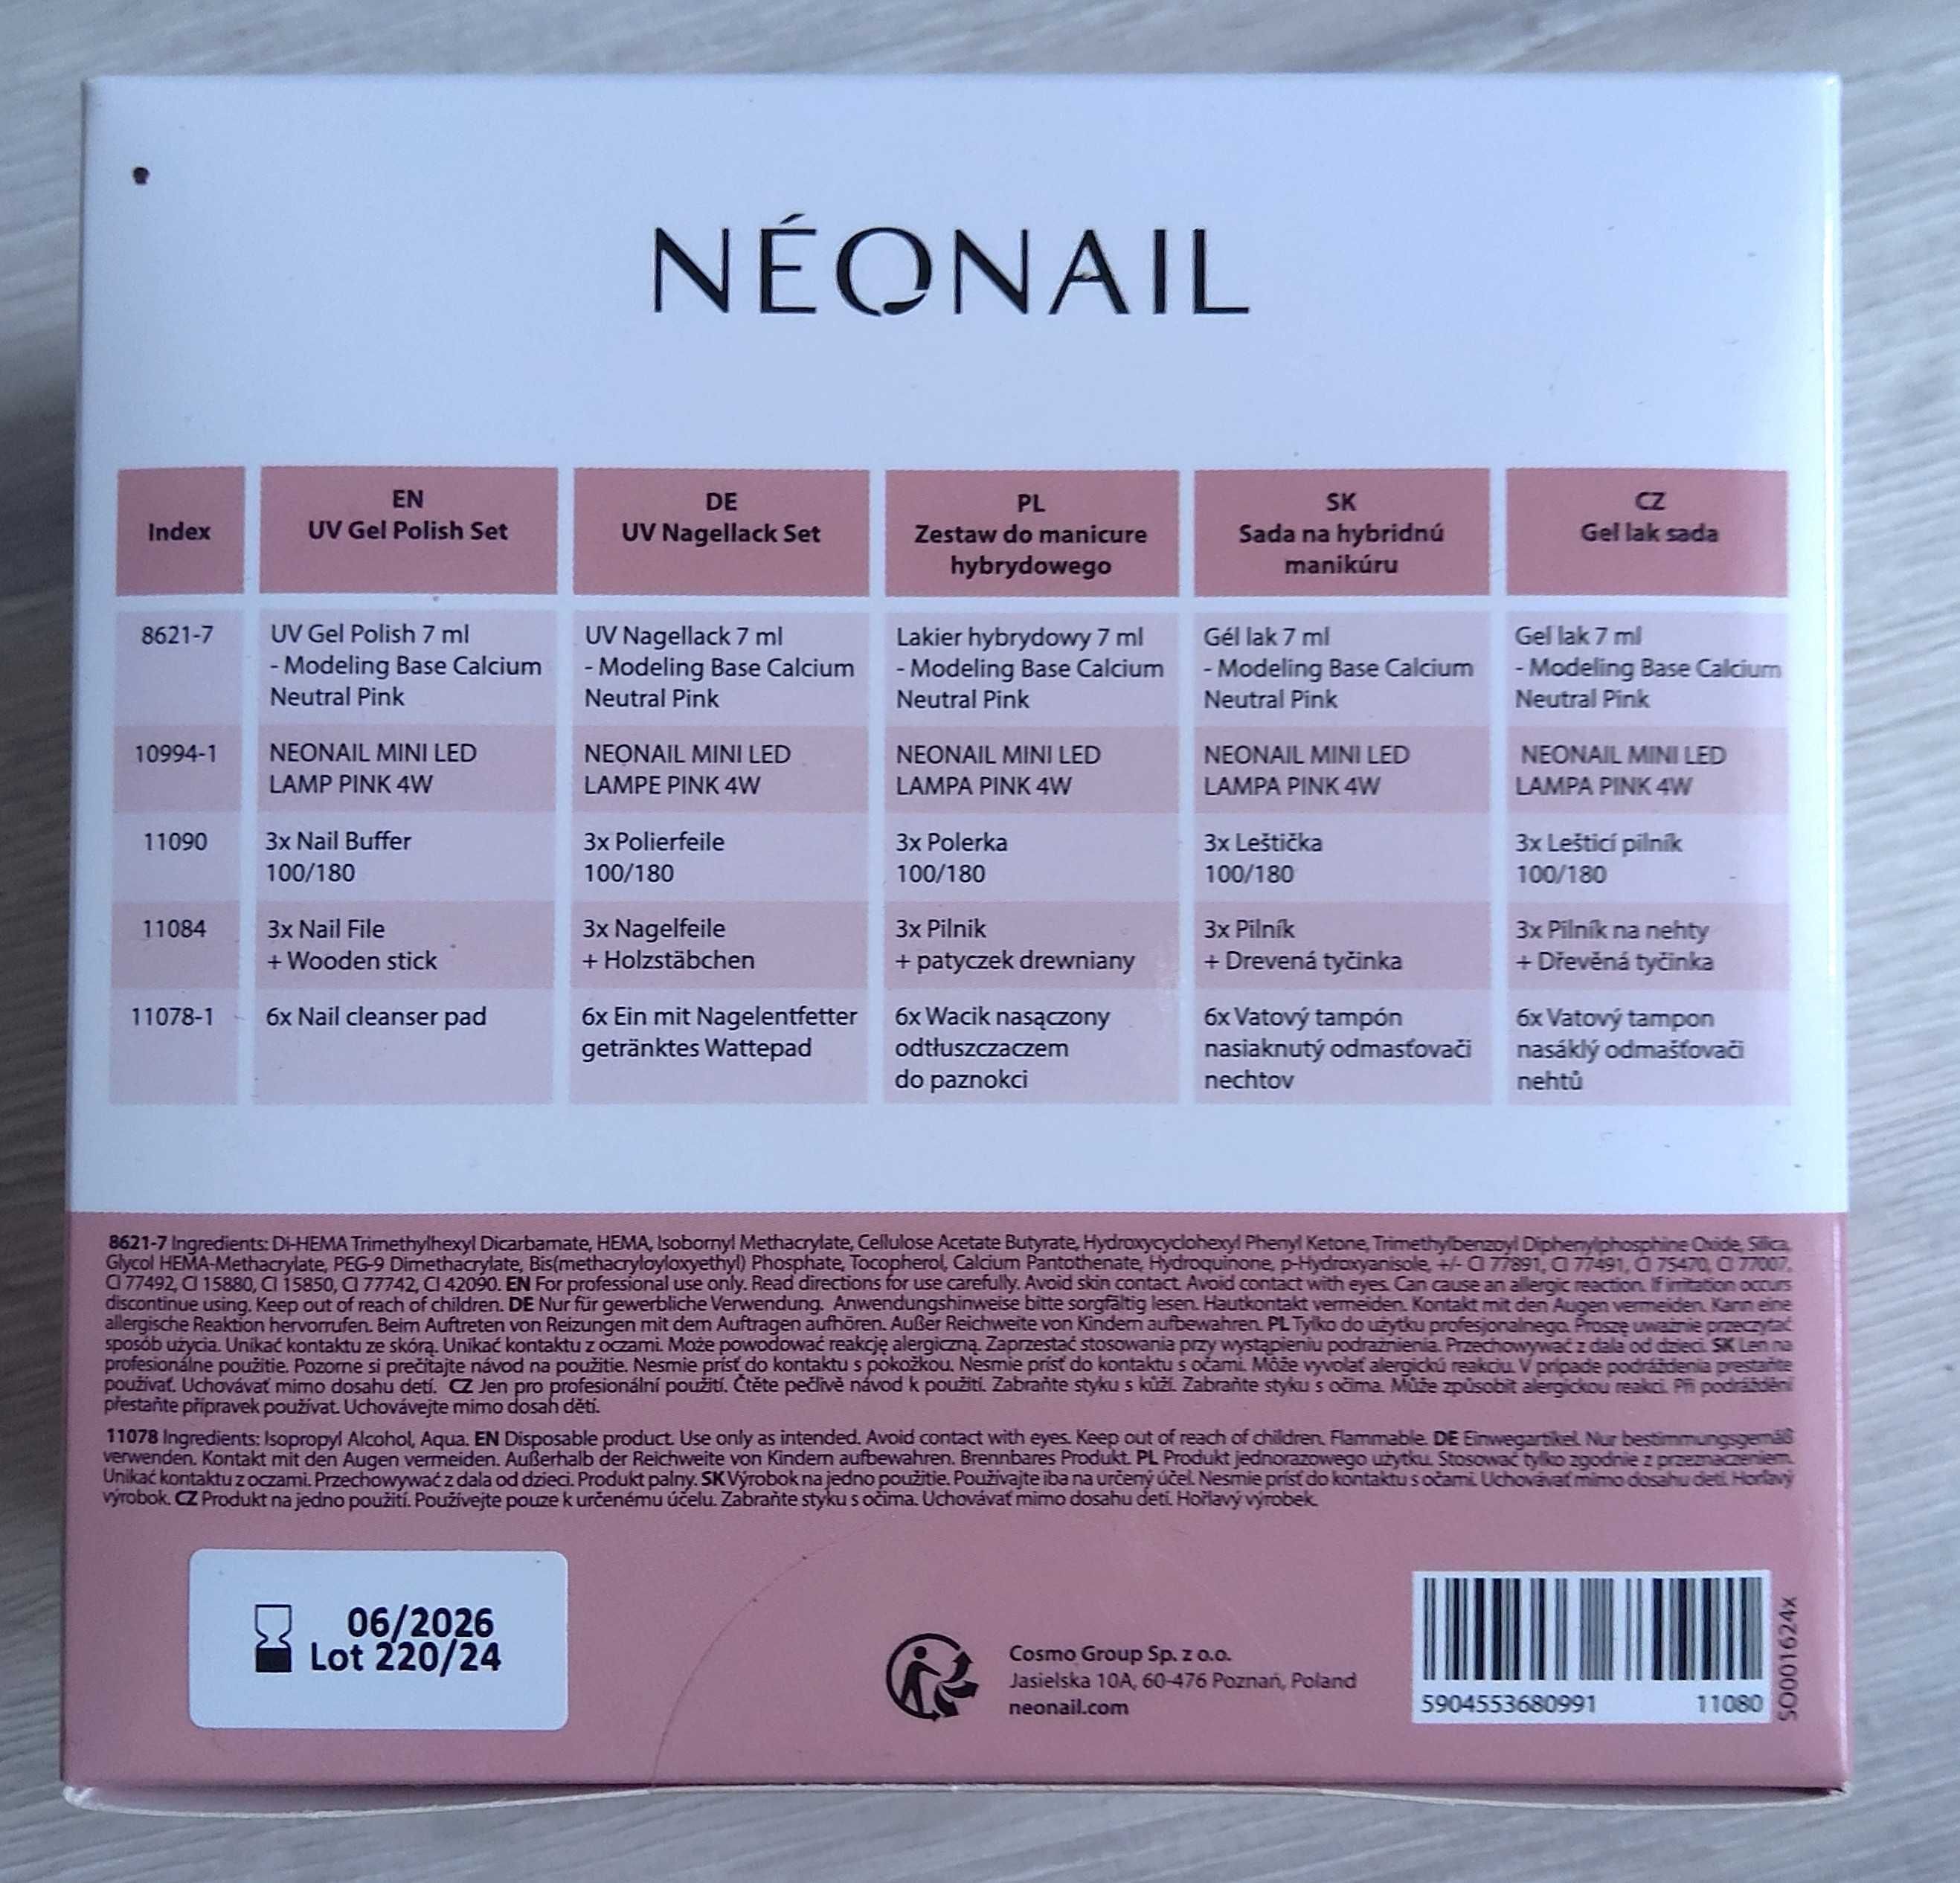 NÉONAIL
Index
EN
UV Gel Polish Set
DE
UV Nagellack Set
PL
Zestaw do manicure
hybrydowego
SK
Sada na hybridnú
manikúru
CZ
Gel lak sada
8621-7
UV Gel Polish 7 ml
- Modeling Base Calcium
Neutral Pink
UV Nagellack 7 ml
- Modeling Base Calcium
Neutral Pink
Lakier hybrydowy 7 ml
- Modeling Base Calcium
Neutral Pink
Gél lak 7 ml
- Modeling Base Calcium
Neutral Pink
Gel lak 7 ml
- Modeling Base Calcium
Neutral Pink
10994-1
NEONAIL MINI LED
LAMP PINK 4W
NEONAIL MINI LED
LAMPE PINK 4W
NEONAIL MINI LED
LAMPA PINK 4W
NEONAIL MINI LED
LAMPA PINK 4W
NEONAIL MINI LED
LAMPA PINK 4W
11090
3x Nail Buffer
100/180
3x Polierfeile
100/180
3x Polerka
100/180
3x Leštička
100/180
3x Lešticí pilník
100/180
11084
3x Nail File
+ Wooden stick
3x Nagelfeile
+ Holzstäbchen
3x Pilnik
+ patyczek drewniany
3x Pilník
+ Drevená tyčinka
3x Pilník na nehty
+ Dřevěná tyčinka
11078-1
6x Nail cleanser pad
6x Ein mit Nagelentfetter
getränktes Wattepad
6x Wacik nasączony
odtłuszczaczem
do paznokci
6x Vatový tampón
nasiaknutý odmasťovači
nechtov
6x Vatový tampon
nasáklý odmašťovači
nehtů
8621-7 Ingredients: Di-HEMA Trimethylhexyl Dicarbamate, HEMA, Isobornyl Methacrylate, Cellulose Acetate Butyrate, Hydroxycyclohexyl Phenyl Ketone, Trimethylbenzoyl Diphenylphosphine Oxide, Silica,
Glycol HEMA-Methacrylate, PEG-9 Dimethacrylate, Bis(methacryloyloxyethyl) Phosphate, Tocopherol, Calcium Pantothenate, Hydroquinone, p-Hydroxyanisole, +/- CI 77891, CI 77491, CI 75470, CI 77007,
CI 77492, CI 15880, CI 15850, CI 77742, CI 42090. EN For professional use only. Read directions for use carefully. Avoid skin contact. Avoid contact with eyes. Can cause an allergic reaction. If irritation occurs
discontinue using. Keep out of reach of children. DE Nur für gewerbliche Verwendung. Anwendungshinweise bitte sorgfältig lesen. Hautkontakt vermeiden. Kontakt mit den Augen vermeiden. Kann eine
allergische Reaktion hervorrufen. Beim Auftreten von Reizungen mit dem Auftragen aufhören. Außer Reichweite von Kindern aufbewahren. PL Tylko do użytku profesjonalnego. Proszę uważnie przeczytać
sposób użycia. Unikać kontaktu ze skórą. Unikać kontaktu z oczami. Może powodować reakcję alergiczną. Zaprzestać stosowania przy wystąpieniu podrażnienia. Przechowywać z dala od dzieci. SK Len na
profesionálne použitie. Pozorne si prečítajte návod na použitie. Nesmie prísť do kontaktu s pokožkou. Nesmie prísť do kontaktu s očami. Môže vyvolať alergickú reakciu. V prípade podráždenia prestaňte
používať. Uchovávať mimo dosahu detí. CZ Jen pro profesionální použití. Čtěte pečlivě návod k použití. Zabraňte styku s kůží. Zabraňte styku s očima. Může způsobit alergickou reakci. Při podráždění
přestaňte přípravek používat. Uchovávejte mimo dosah dětí.
11078 Ingredients: Isopropyl Alcohol, Aqua. EN Disposable product. Use only as intended. Avoid contact with eyes. Keep out of reach of children. Flammable. DE Einwegartikel. Nur bestimmungsgemäß
verwenden. Kontakt mit den Augen vermeiden. Außerhalb der Reichweite von Kindern aufbewahren. Brennbares Produkt. PL Produkt jednorazowego użytku. Stosować tylko zgodnie z przeznaczeniem.
Unikać kontaktu z oczami. Przechowywać z dala od dzieci. Produkt palny. SK Výrobok na jedno použitie. Používajte iba na určený účel. Nesmie prísť do kontaktu s očami. Uchovávať mimo dosahu detí. Horľavý
výrobok. CZ Produkt na jedno použití. Používejte pouze k určenému účelu. Zabraňte styku s očima. Uchovávať mimo dosahu detí. Hořlavý výrobek.
06/2026
Lot 220/24
Cosmo Group Sp. z o.o.
Jasielska 10A, 60-476 Poznań, Poland
neonail.com
5904553680991 11080
SO001624x